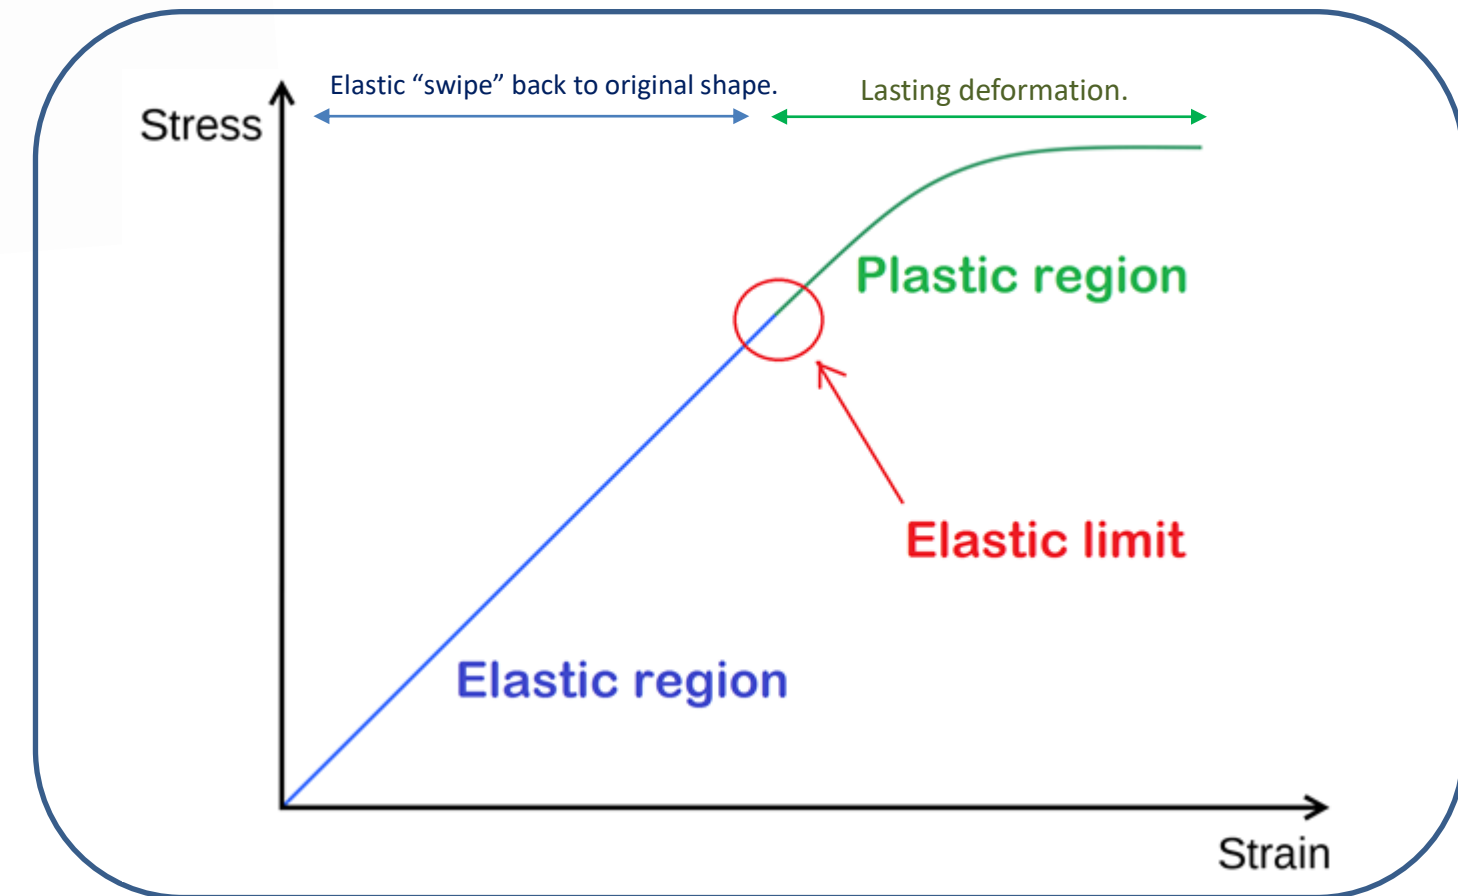 Elastic “swipe” back to original shape.
Lasting deformation.
Stress
Plastic region
Elastic limit
Elastic region
Strain